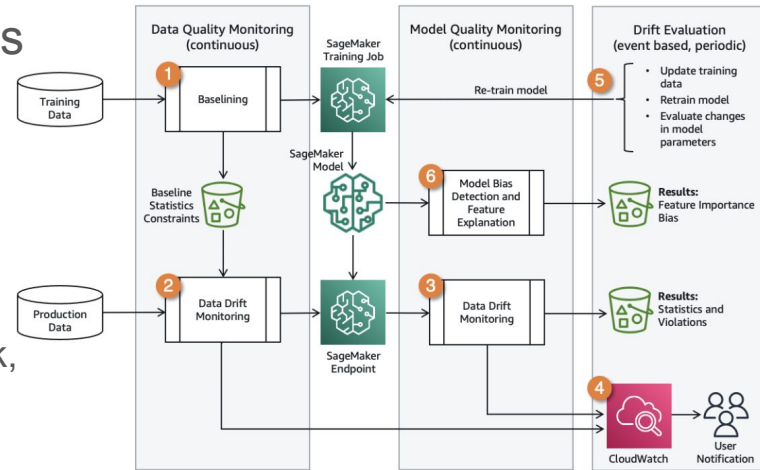 s
Data Quality Monitoring
(continuous)
SageMaker
Training Job
Model Quality Monitoring
(continuous)
Drift Evaluation
(event based, periodic)
Training
Data
1
Baselining
Re-train model
5
• Update training
data
• Retrain model
• Evaluate changes
in model
parameters
Baseline
Statistics
Constraints
SageMaker
Model
6
Model Bias
Detection and
Feature
Explanation
Results:
Feature Importance
Bias
Production
Data
2
Data Drift
Monitoring
SageMaker
Endpoint
3
Data Drift
Monitoring
Results:
Statistics and
Violations
4
CloudWatch
User
Notification